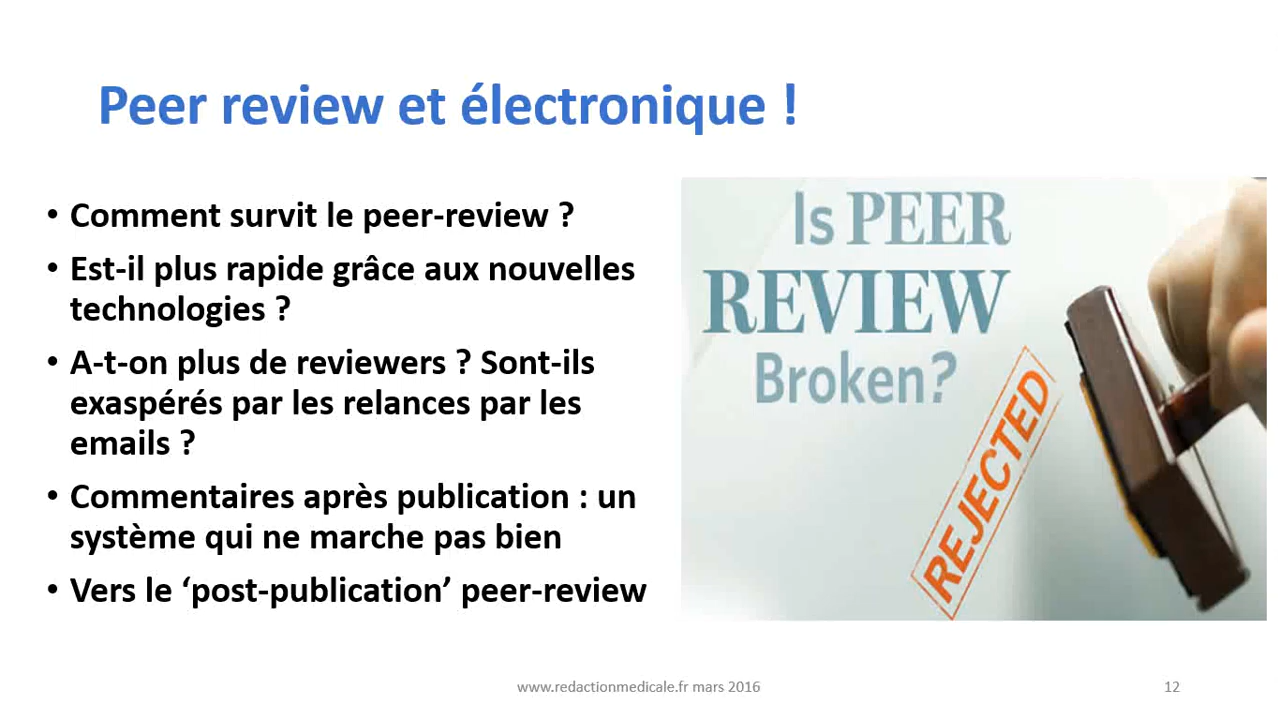 Peer review et électronique !
• Comment survit le peer-review ?
• Est-il plus rapide grâce aux nouvelles
technologies ?
• A-t-on plus de reviewers ? Sont-ils
exaspérés par les relances par les
emails ?
• Commentaires après publication : un
système qui ne marche pas bien
• Vers le ‘post-publication’ peer-review
Is PEER
REVIEW
Broken?
REJECTED
www.redactionmedicale.fr mars 2016
12